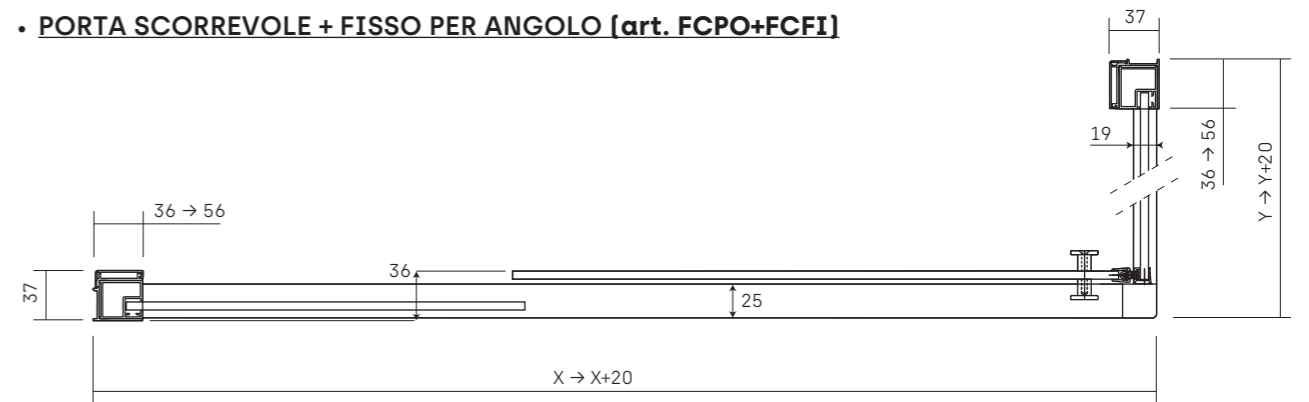 • PORTA SCORREVOLE + FISSO PER ANGOLO (art. FCPO+FCFI)
37
19
36 → 56
Y → Y+20
36 → 56
37
36
25
X → X+20